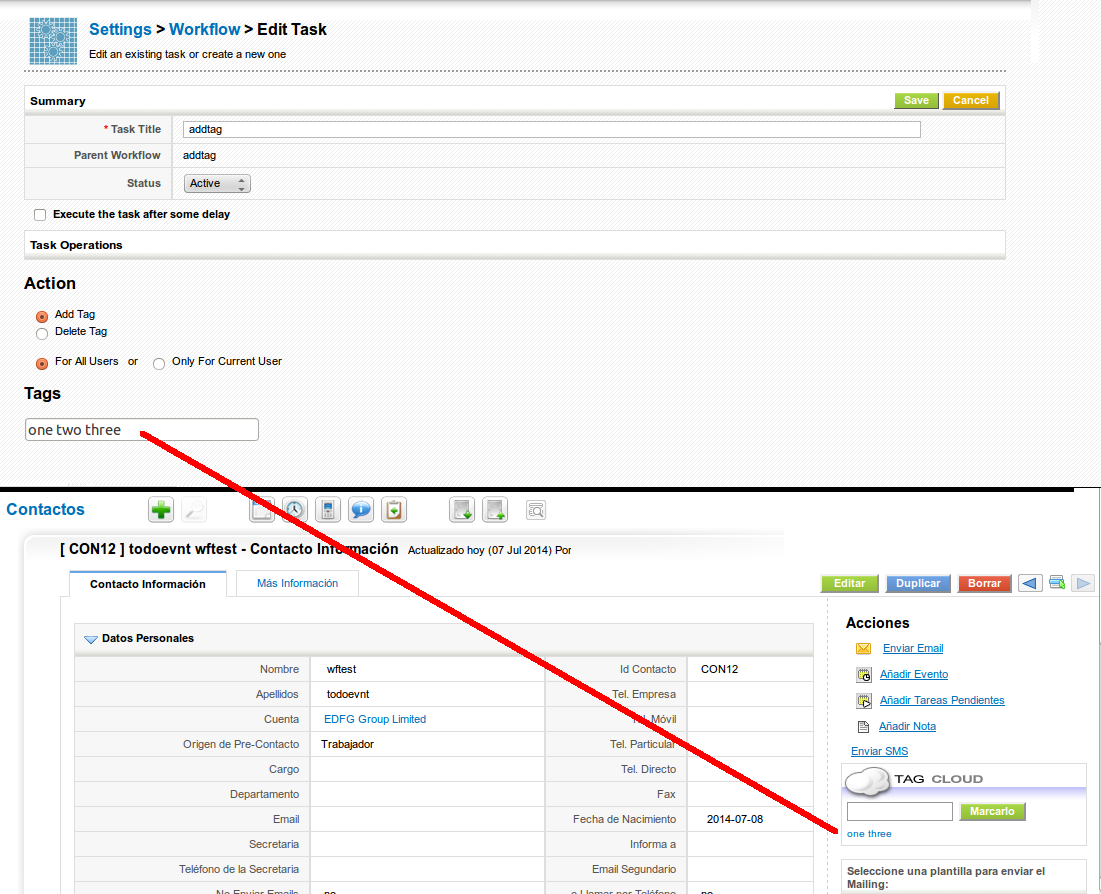 Settings > Workflow > Edit Task
Edit an existing task or create a new one
Summary
Save Cancel
* Task Title addtag
Parent Workflow addtag
Status Active
Execute the task after some delay
Task Operations
Action
Add Tag
Delete Tag
For All Users or Only For Current User
Tags
one two three
Contactos
[ CON12 ] todoevnt wftest - Contacto Información Actualizado hoy (07 Jul 2014) Por
Contacto Información Más Información
Editar Duplicar Borrar
Datos Personales
Nombre wftest Id Contacto CON12
Apellidos todoevnt Tel. Empresa
Cuenta EDFG Group Limited Tel. Móvil
Origen de Pre-Contacto Trabajador Tel. Particular
Cargo Tel. Directo
Departamento Fax
Email Fecha de Nacimiento 2014-07-08
Secretaria Informa a
Teléfono de la Secretaria Email Segundario
No Enviar Emails no o Llamar por Teléfono no
Acciones
Enviar Email
Añadir Evento
Añadir Tareas Pendientes
Añadir Nota
Enviar SMS
TAG CLOUD
Marcarlo
one three
Seleccione una plantilla para enviar el
Mailing: